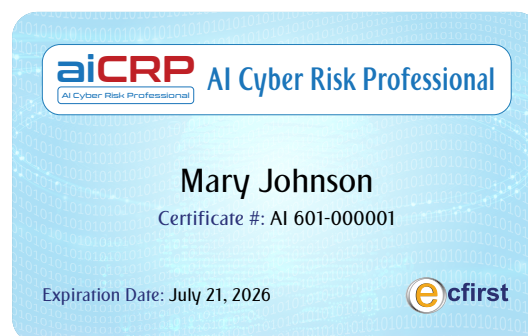 aiCRP
AI Cyber Risk Professional
AI Cyber Risk Professional
Mary Johnson
Certificate #: AI 601-000001
Expiration Date: July 21, 2026
ecfirst